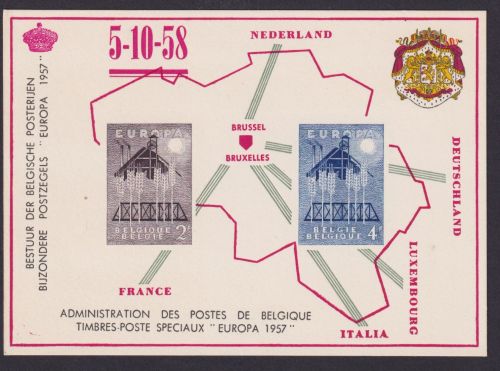 5-10-58
NEDERLAND
BESTUUR DER BELGISCHE POSTERIJEN
BIJZONDERE POSTZEGELS "EUROPA 1957"
EUROPA
BELGIQUE
BELGIË
2F
BRUSSEL
BRUXELLES
EUROPA
BELGIQUE
BELGIE
4F
DEUTSCHLAND
LUXEMBOURG
FRANCE
ITALIA
ADMINISTRATION DES POSTES DE BELGIQUE
TIMBRES-POSTE SPECIAUX "EUROPA 1957"